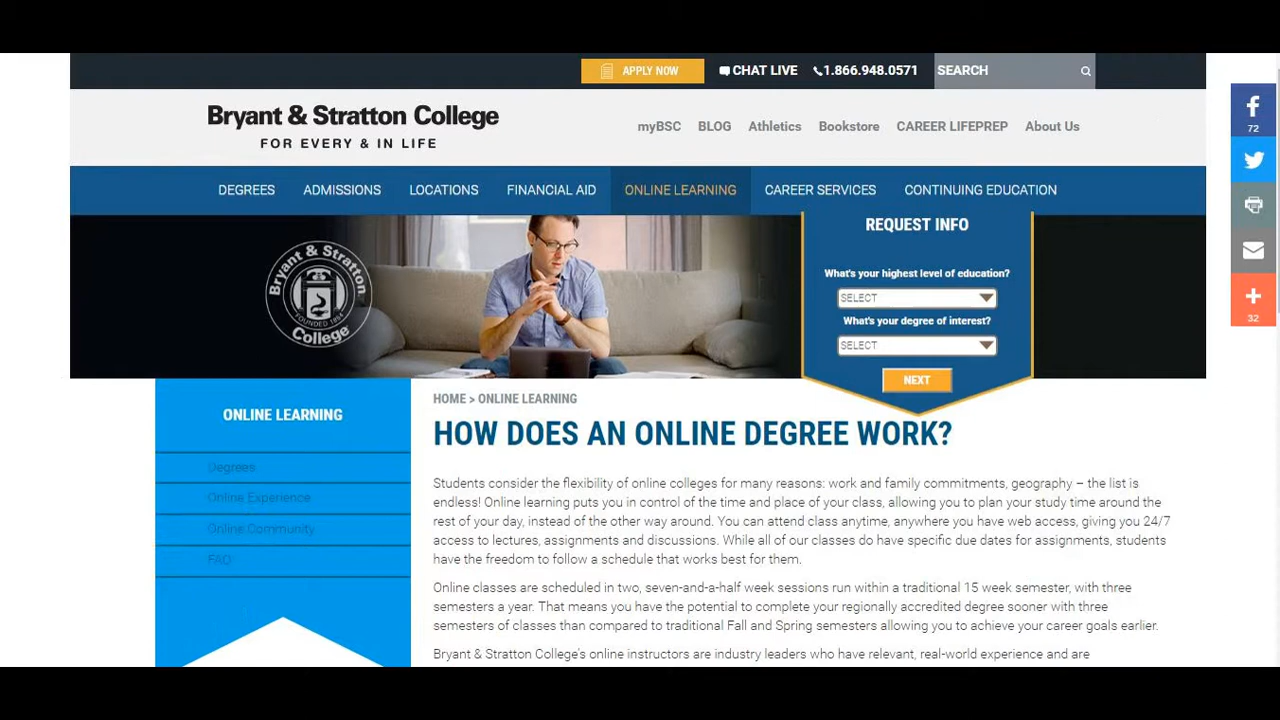 APPLY NOW CHAT LIVE 1.866.948.0571 SEARCH
Bryant & Stratton College
FOR EVERY & IN LIFE
myBSC BLOG Athletics Bookstore CAREER LIFEPREP About Us
DEGREES ADMISSIONS LOCATIONS FINANCIAL AID ONLINE LEARNING CAREER SERVICES CONTINUING EDUCATION
Bryant & Stratton
FOUNDED 1854
College
REQUEST INFO
What's your highest level of education?
SELECT
What's your degree of interest?
SELECT
NEXT
72
32
ONLINE LEARNING
Degrees
Online Experience
Online Community
FAQ
HOME > ONLINE LEARNING
HOW DOES AN ONLINE DEGREE WORK?
Students consider the flexibility of online colleges for many reasons: work and family commitments, geography – the list is
endless! Online learning puts you in control of the time and place of your class, allowing you to plan your study time around the
rest of your day, instead of the other way around. You can attend class anytime, anywhere you have web access, giving you 24/7
access to lectures, assignments and discussions. While all of our classes do have specific due dates for assignments, students
have the freedom to follow a schedule that works best for them.
Online classes are scheduled in two, seven-and-a-half week sessions run within a traditional 15 week semester, with three
semesters a year. That means you have the potential to complete your regionally accredited degree sooner with three
semesters of classes than compared to traditional Fall and Spring semesters allowing you to achieve your career goals earlier.
Bryant & Stratton College's online instructors are industry leaders who have relevant, real-world experience and are